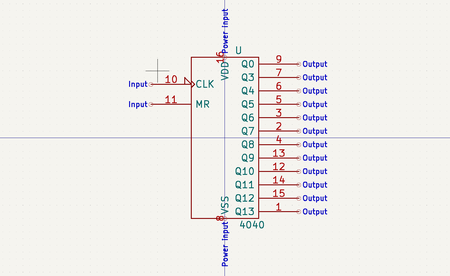 Power input
16
VDD
U
Input 10 CLK
Input 11 MR
Q0 9 Output
Q3 7 Output
Q4 6 Output
Q5 5 Output
Q6 3 Output
Q7 2 Output
Q8 4 Output
Q9 13 Output
Q10 12 Output
Q11 14 Output
Q12 15 Output
Q13 1 Output
VSS
8
4040
Power input